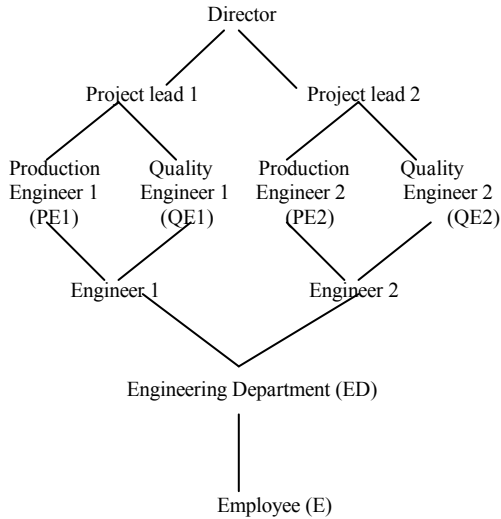 Director
Project lead 1
Project lead 2
Production
Engineer 1
(PE1)
Quality
Engineer 1
(QE1)
Production
Engineer 2
(PE2)
Quality
Engineer 2
(QE2)
Engineer 1
Engineer 2
Engineering Department (ED)
Employee (E)